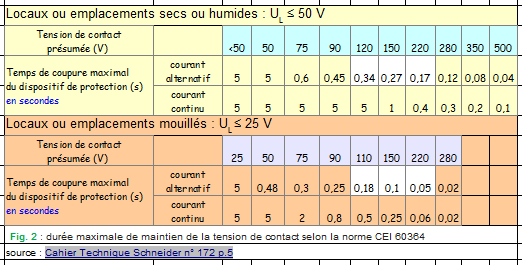 Locaux ou emplacements secs ou humides : UL ≤ 50 V
Tension de contact
présumée (V)
<50 50 75 90 120 150 220 280 350 500
Temps de coupure maximal
du dispositif de protection (s)
en secondes
courant
alternatif
5 5 0,6 0,45 0,34 0,27 0,17 0,12 0,08 0,04
courant
continu
5 5 5 5 5 1 0,4 0,3 0,2 0,1
Locaux ou emplacements mouillés : UL ≤ 25 V
Tension de contact
présumée (V)
25 50 75 90 110 150 220 280
Temps de coupure maximal
du dispositif de protection (s)
en secondes
courant
alternatif
5 0,48 0,3 0,25 0,18 0,1 0,05 0,02
courant
continu
5 5 2 0,8 0,5 0,25 0,06 0,02
Fig. 2 : durée maximale de maintien de la tension de contact selon la norme CEI 60364
source : Cahier Technique Schneider n° 172 p.5